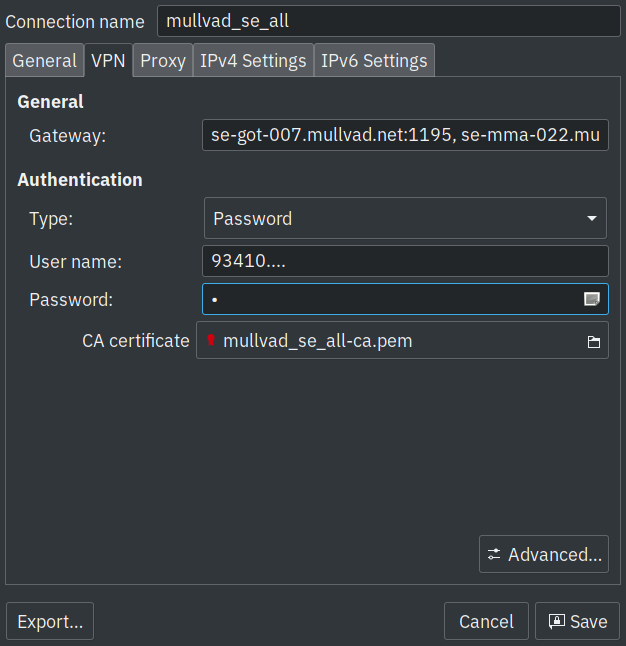 Connection name mullvad_se_all
General VPN Proxy IPv4 Settings IPv6 Settings
General
Gateway: se-got-007.mullvad.net:1195, se-mma-022.mu
Authentication
Type: Password
User name: 93410....
Password: •
CA certificate mullvad_se_all-ca.pem
Advanced...
Export... Cancel Save